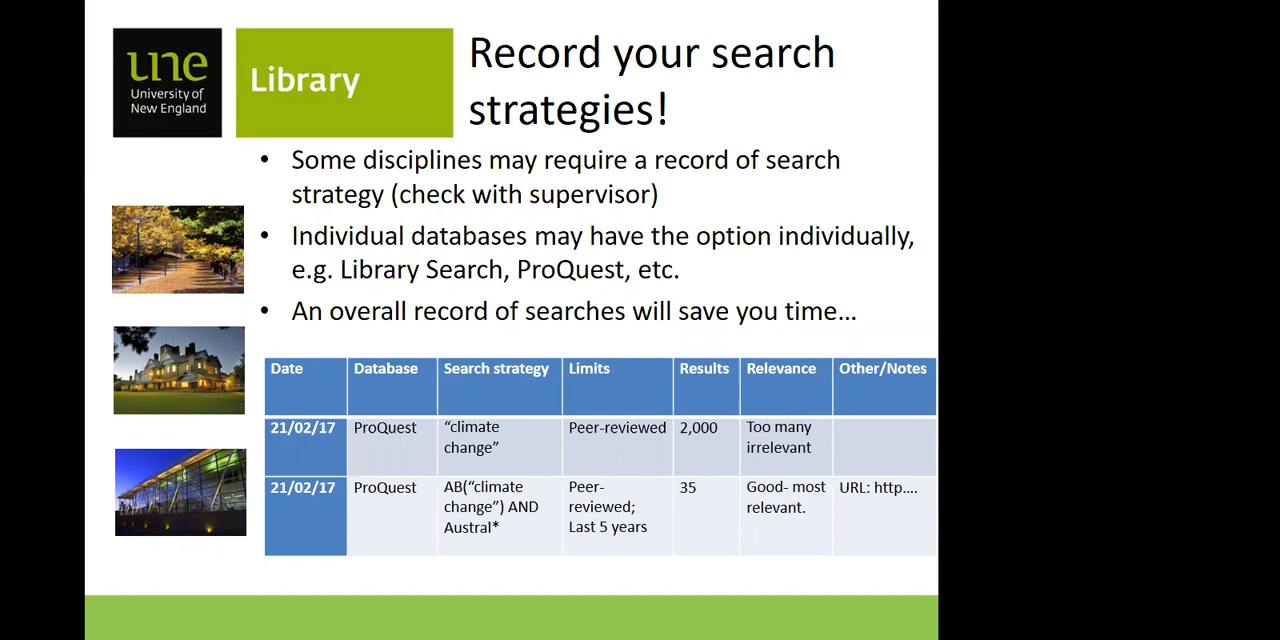 une
University of
New England
Library
Record your search
strategies!
• Some disciplines may require a record of search
strategy (check with supervisor)
• Individual databases may have the option individually,
e.g. Library Search, ProQuest, etc.
• An overall record of searches will save you time…
Date Database Search strategy Limits Results Relevance Other/Notes
21/02/17 ProQuest “climate change” Peer-reviewed 2,000 Too many irrelevant
21/02/17 ProQuest AB(“climate change”) AND Austral* Peer-reviewed; Last 5 years 35 Good- most relevant. URL: http....